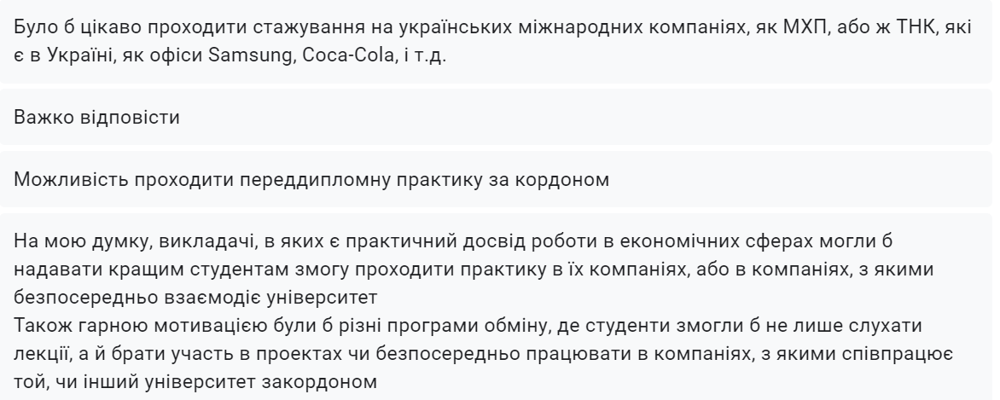 Було б цікаво проходити стажування на українських міжнародних компаніях, як МХП, або ж ТНК, які
є в Україні, як офіси Samsung, Coca-Cola, і т.д.
Важко відповісти
Можливість проходити переддипломну практику за кордоном
На мою думку, викладачі, в яких є практичний досвід роботи в економічних сферах могли б
надавати кращим студентам змогу проходити практику в їх компаніях, або в компаніях, з якими
безпосередньо взаємодіє університет
Також гарною мотивацією були б різні програми обміну, де студенти змогли б не лише слухати
лекції, а й брати участь в проектах чи безпосередньо працювати в компаніях, з якими співпрацює
той, чи інший університет закордоном